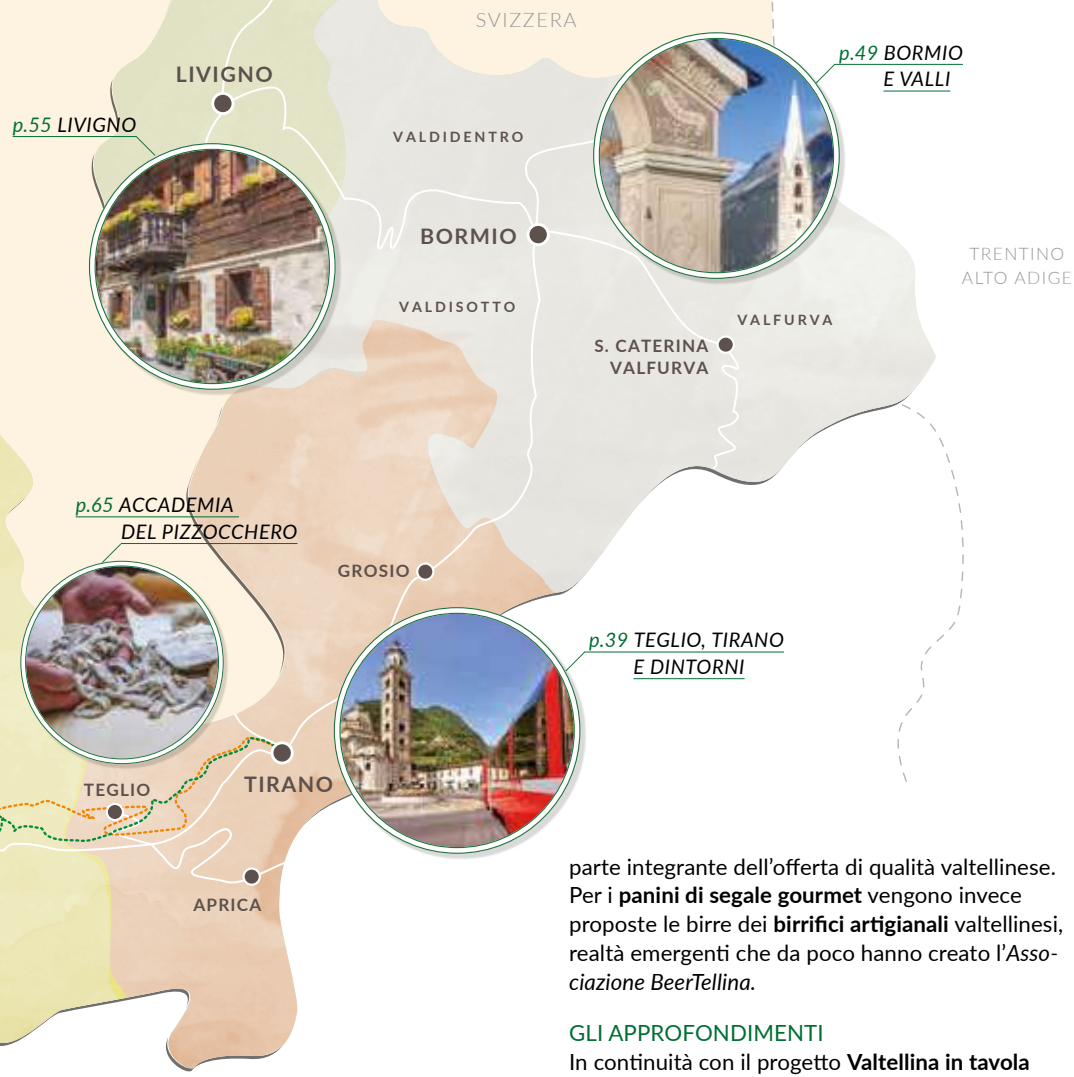 SVIZZERA
p.49 BORMIO
E VALLI
LIVIGNO
p.55 LIVIGNO
VALDIDENTRO
BORMIO
TRENTINO
ALTO ADIGE
VALDISOTTO
VALFURVA
S. CATERINA
VALFURVA
p.65 ACCADEMIA
DEL PIZZOCCHERO
GROSIO
p.39 TEGLIO, TIRANO
E DINTORNI
TEGLIO
TIRANO
APRICA
parte integrante dell’offerta di qualità valtellinese.
Per i panini di segale gourmet vengono invece
proposte le birre dei birrifici artigianali valtellinesi,
realtà emergenti che da poco hanno creato l’Asso-
ciazione BeerTellina.
GLI APPROFONDIMENTI
In continuità con il progetto Valtellina in tavola